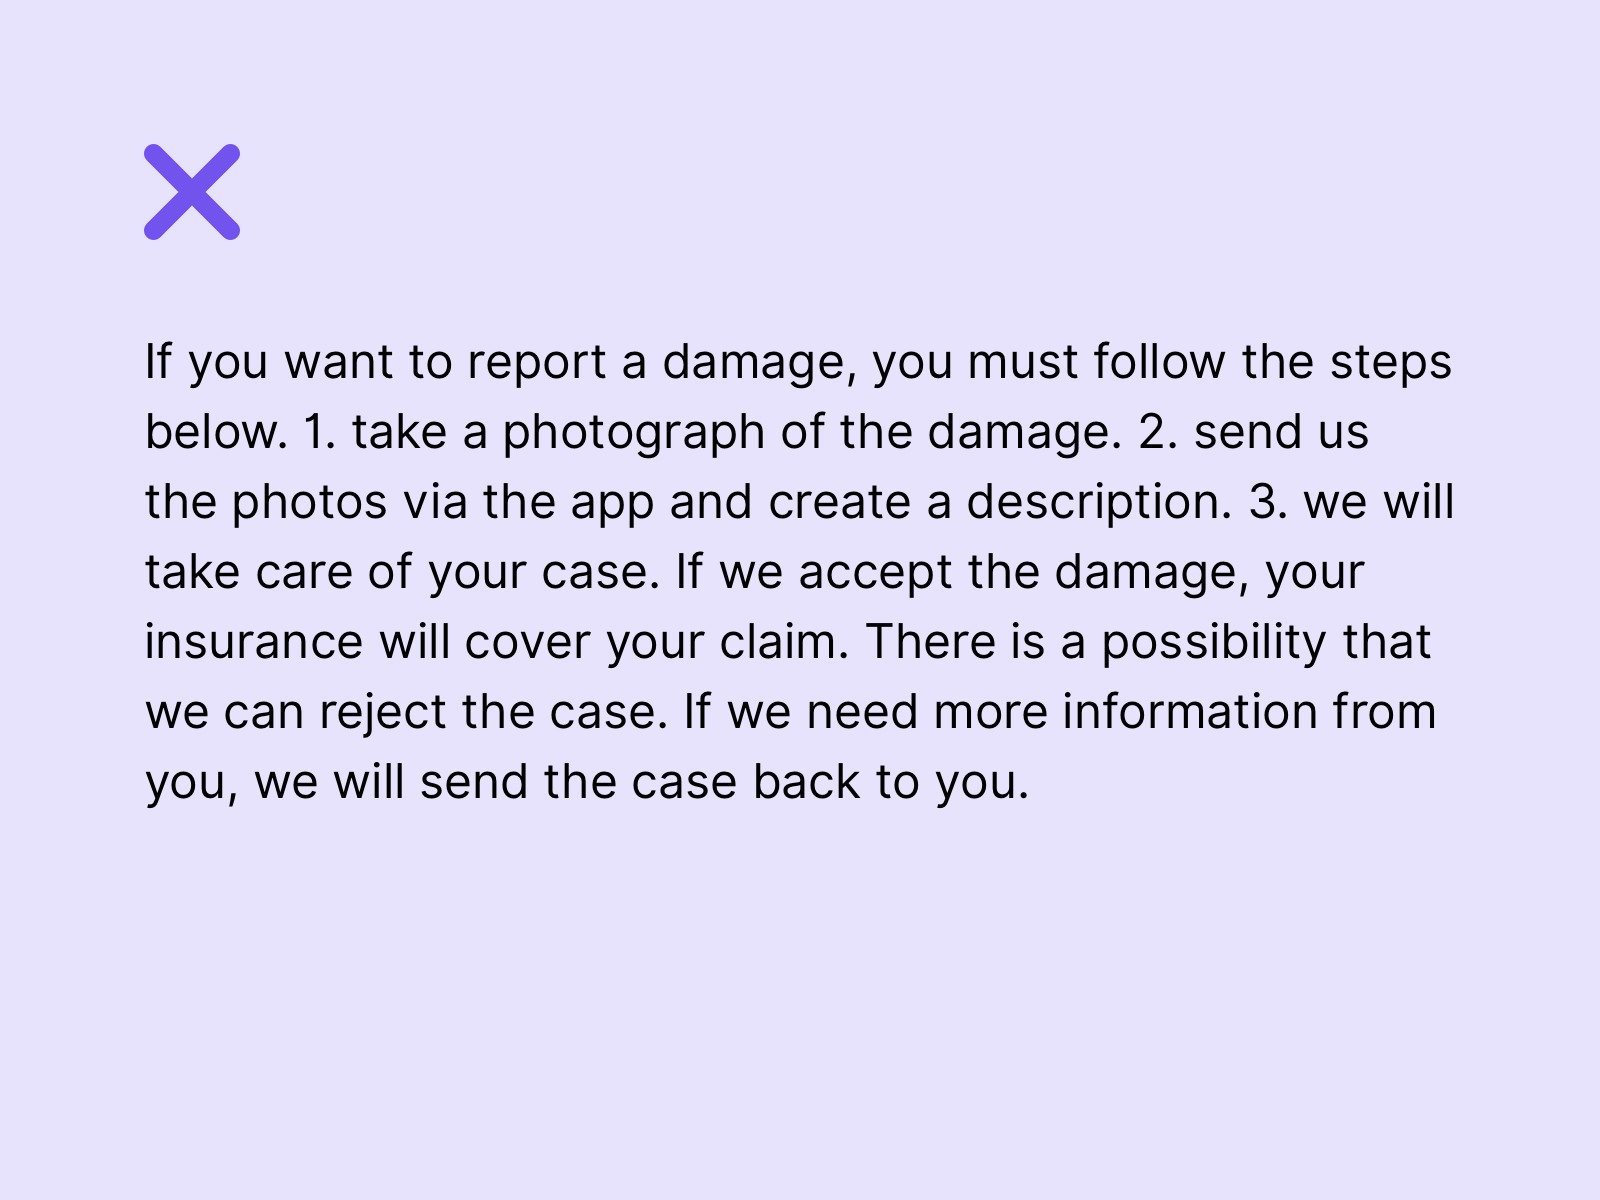 If you want to report a damage, you must follow the steps
below. 1. take a photograph of the damage. 2. send us
the photos via the app and create a description. 3. we will
take care of your case. If we accept the damage, your
insurance will cover your claim. There is a possibility that
we can reject the case. If we need more information from
you, we will send the case back to you.